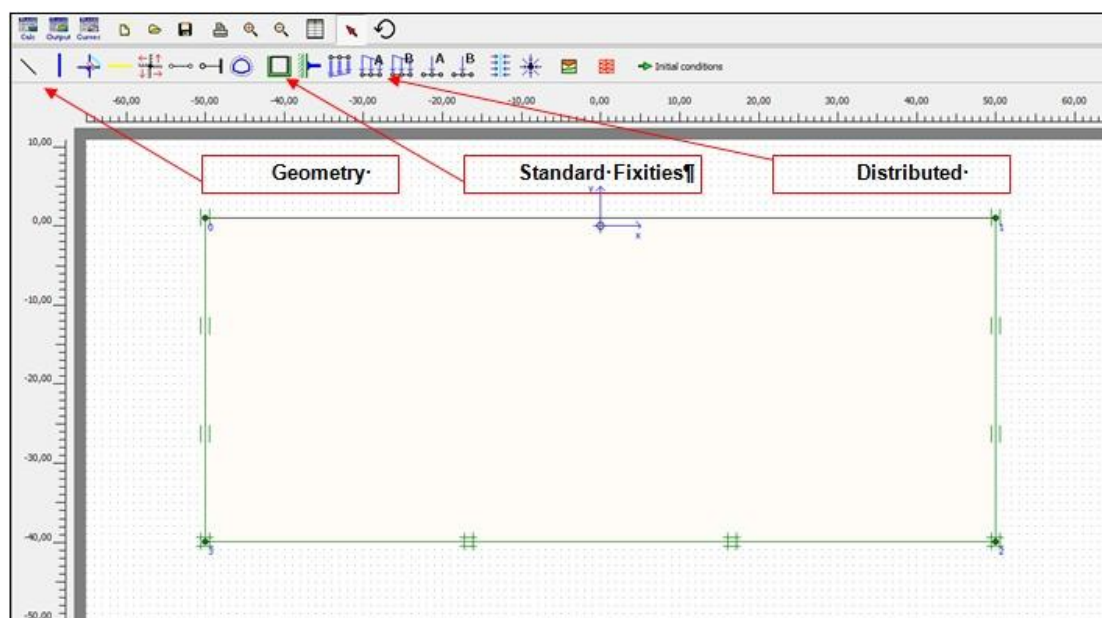 Calc Output Curves
A B A B Initial conditions
-60,00 -50,00 -40,00 -30,00 -20,00 -10,00 0,00 10,00 20,00 30,00 40,00 50,00 60,00
10,00
Geometry· Standard·Fixities¶ Distributed·
Y
0,00
0 x 1
-10,00
-20,00
-30,00
-40,00
3 2
-50,00